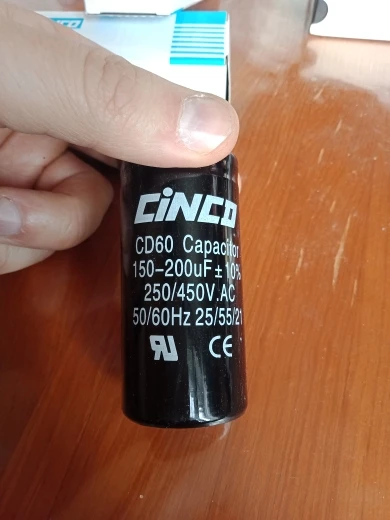 CINCO
CD60 Capacitor
150-200uF±10%
250/450V.AC
50/60Hz 25/55/21
CE